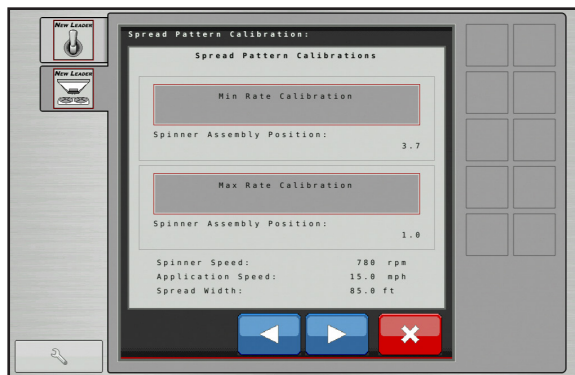 NEW LEADER
Spread Pattern Calibration:
Spread Pattern Calibrations
NEW LEADER
Min Rate Calibration
Spinner Assembly Position:
3.7
Max Rate Calibration
Spinner Assembly Position:
1.0
Spinner Speed: 780 rpm
Application Speed: 15.0 mph
Spread Width: 85.0 ft